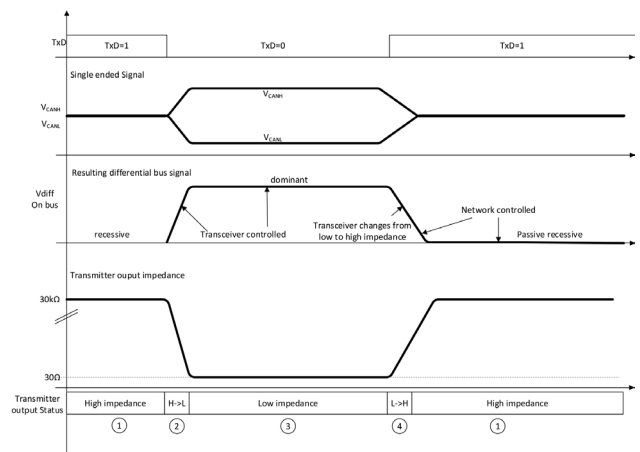 TxD
TxD=1
TxD=0
TxD=1
Single ended Signal
VCANH
VCANL
VCANH
VCANL
Resulting differential bus signal
Vdiff
On bus
dominant
recessive
Transceiver controlled
Transceiver changes from
low to high impedance
Network controlled
Passive recessive
Transmitter ouput impedance
30kΩ
30Ω
Transmitter
output Status
High impedance
H->L
Low impedance
L->H
High impedance
1
2
3
4
1